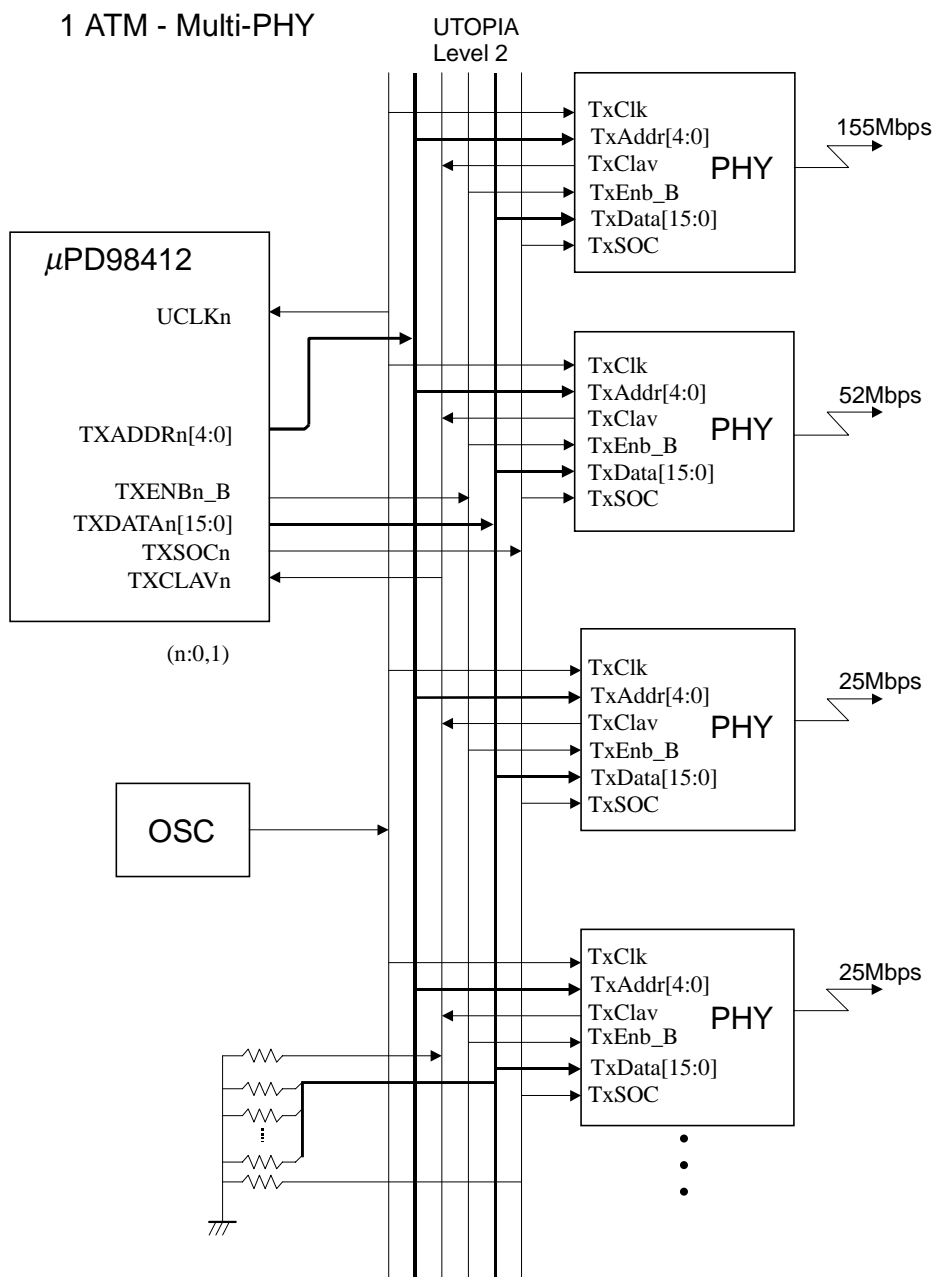 1 ATM - Multi-PHY
UTOPIA
Level 2
TxClk
TxAddr[4:0]
TxClav
PHY
TxEnb_B
TxData[15:0]
TxSOC
155Mbps
μPD98412
UCLKn
TXADDRn[4:0]
TXENBn_B
TXDATAn[15:0]
TXSOCn
TXCLAVn
(n:0,1)
TxClk
TxAddr[4:0]
TxClav
PHY
TxEnb_B
TxData[15:0]
TxSOC
52Mbps
TxClk
TxAddr[4:0]
TxClav
PHY
TxEnb_B
TxData[15:0]
TxSOC
25Mbps
OSC
TxClk
TxAddr[4:0]
TxClav
PHY
TxEnb_B
TxData[15:0]
TxSOC
25Mbps